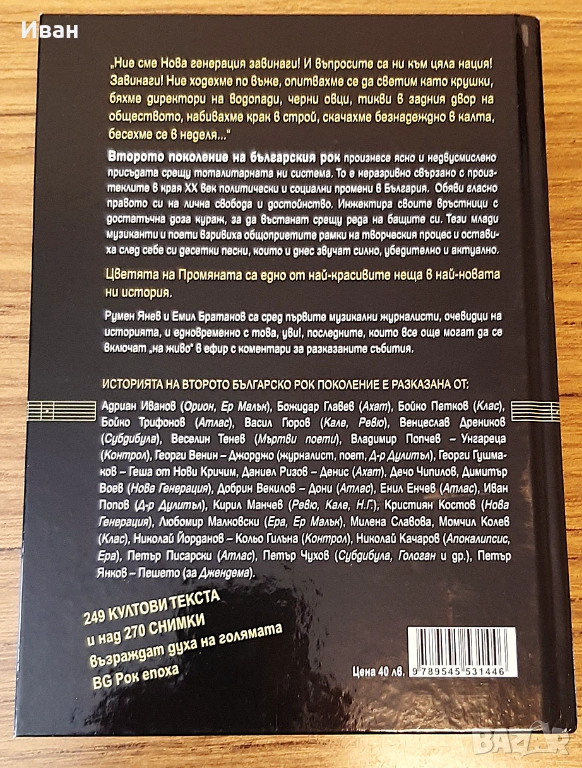 Иван
„Ние сме Нова генерация завинаги! И въпросите са ни към цяла нация!
Завинаги! Ние ходехме по въже, опитвахме се да светим като крушки,
бяхме директори на водопади, черни овци, тикви в задния двор на
обществото, набивахме крак в строй, скачахме безнадеждно в калта,
бесехме се в неделя...“
Второто поколение на българския рок произнесе ясно и недвусмислено
присъдата срещу тоталитарната ни система. То е неразривно свързано с произ-
теклите в края XX век политически и социални промени в България. Обяви гласно
правото си на лична свобода и достойнство. Инжектира своите връстници с
достатъчна доза кураж, за да въстанат срещу реда на бащите си. Тези млади
музиканти и поети взривиха общоприетите рамки на творческия процес и остави-
ха след себе си десетки песни, които и днес звучат силно, убедително и актуално.
Цветята на Промяната са едно от най-красивите неща в най-новата
ни история.
Румен Янев и Емил Братанов са сред първите музикални журналисти, очевидци на
историята, и едновременно с това, уви!, последните, които все още могат да се
включат „на живо“ в ефир с коментари за разказаните събития.
ИСТОРИЯТА НА ВТОРОТО БЪЛГАРСКО РОК ПОКОЛЕНИЕ Е РАЗКАЗАНА ОТ:
Адриан Иванов (Орион, Ер Малък), Божидар Главев (Ахат), Бойко Петков (Клас),
Бойко Трифонов (Атлас), Васил Гюров (Кале, Ревю), Венцеслав Дреников
(Субдибула), Веселин Тенев (Мъртви поети), Владимир Попчев – Унгареца
(Контрол), Георги Венин – Джорджо (журналист, поет, Д-р Дулитъл), Георги Гушма-
ков – Геша от Нови Кричим, Даниел Ризов – Денис (Ахат), Дечо Чипилов, Димитър
Воев (Нова Генерация), Добрин Векилов – Дони (Атлас), Енил Енчев (Атлас), Иван
Попов (Д-р Дулитъл), Кирил Манчев (Ревю, Кале, Н.Г.), Кристиян Костов (Нова
Генерация), Любомир Малковски (Ера, Ер Малък), Милена Славова, Момчил Колев
(Клас), Николай Йорданов – Кольо Гилъна (Контрол), Николай Качаров (Апокалипсис,
Ера), Петър Писарски (Атлас), Петър Чухов (Субдибула, Гологан и др.), Петър
Янков – Пешето (за Джендема).
249 КУЛТОВИ ТЕКСТА
и над 270 СНИМКИ
възраждат духа на голямата
BG Рок епоха
Цена 40 лв.
9 789545 531446
BAZAR